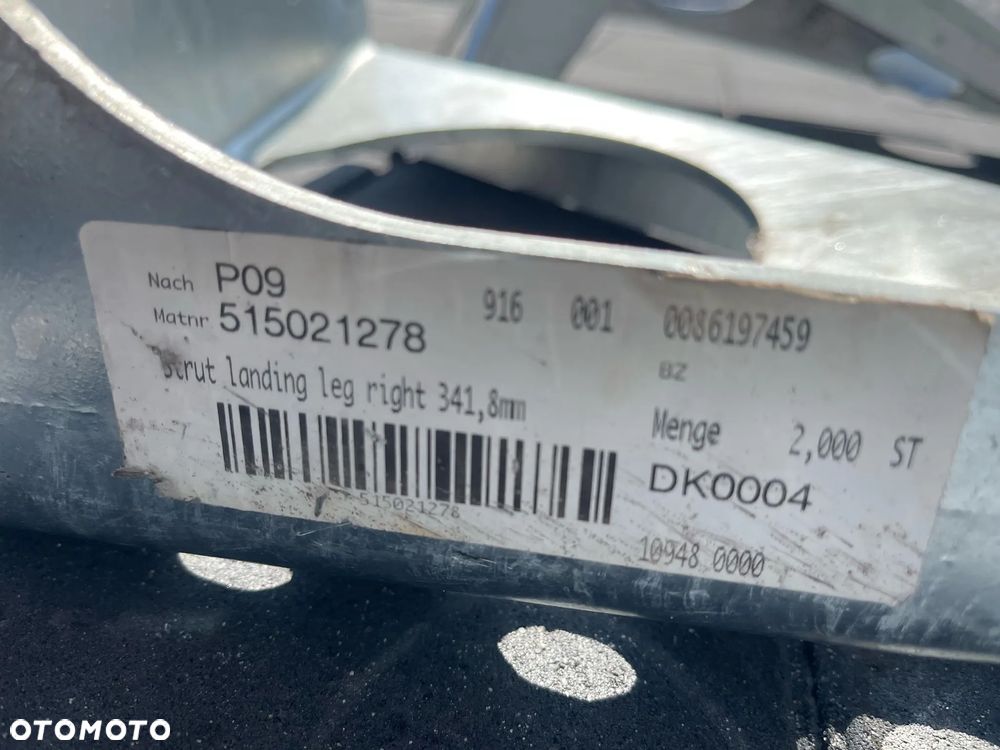 Nach P09 916 001 0086197459
Matnr 515021278 BZ
Strut landing leg right 341,8mm
Menge 2,000 ST
DK0004
515021278
10948 0000
OTOMOTO